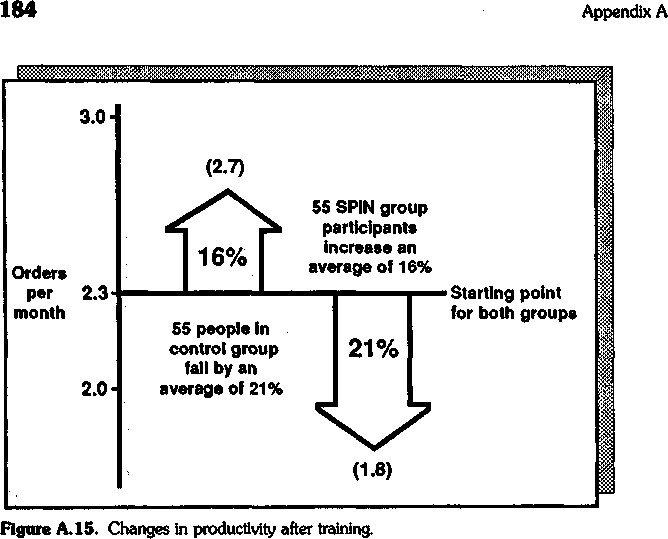 184
Appendix A
3.0
(2.7)
55 SPIN group
participants
increase an
average of 16%
16%
Orders
per
month
2.3
Starting point
for both groups
55 people in
control group
fall by an
average of 21%
21%
2.0
(1.8)
Figure A.15. Changes in productivity after training.